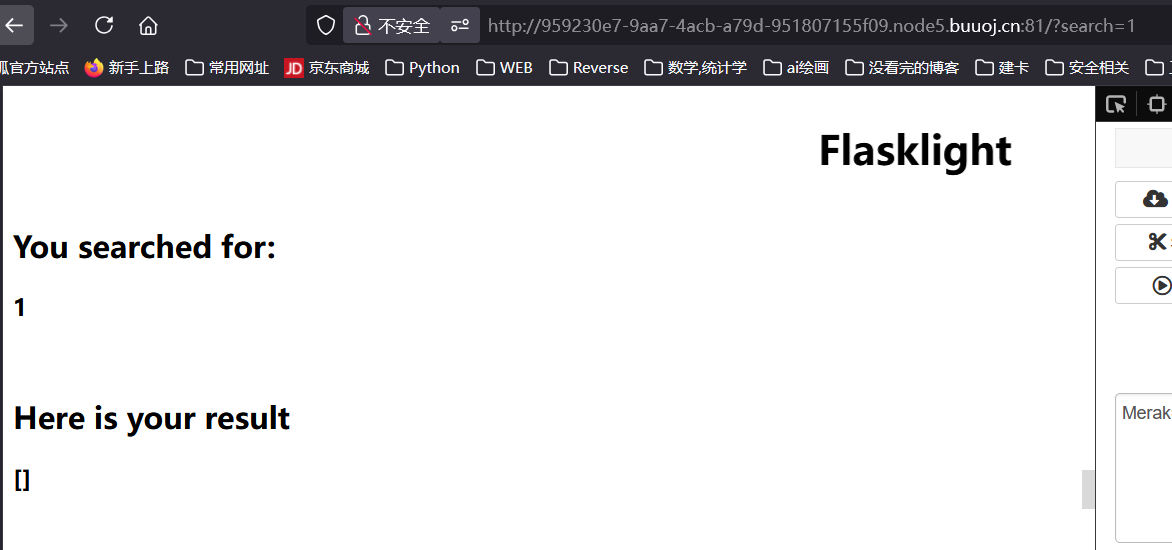 不安全 http://959230e7-9aa7-4acb-a79d-951807155f09.node5.buuoj.cn:81/?search=1
狐官方站点 新手上路 常用网址 JD 京东商城 Python WEB Reverse 数学,统计学 ai绘画 没看完的博客 建卡 安全相关
Flasklight
You searched for:
1
Here is your result
Merak
[]